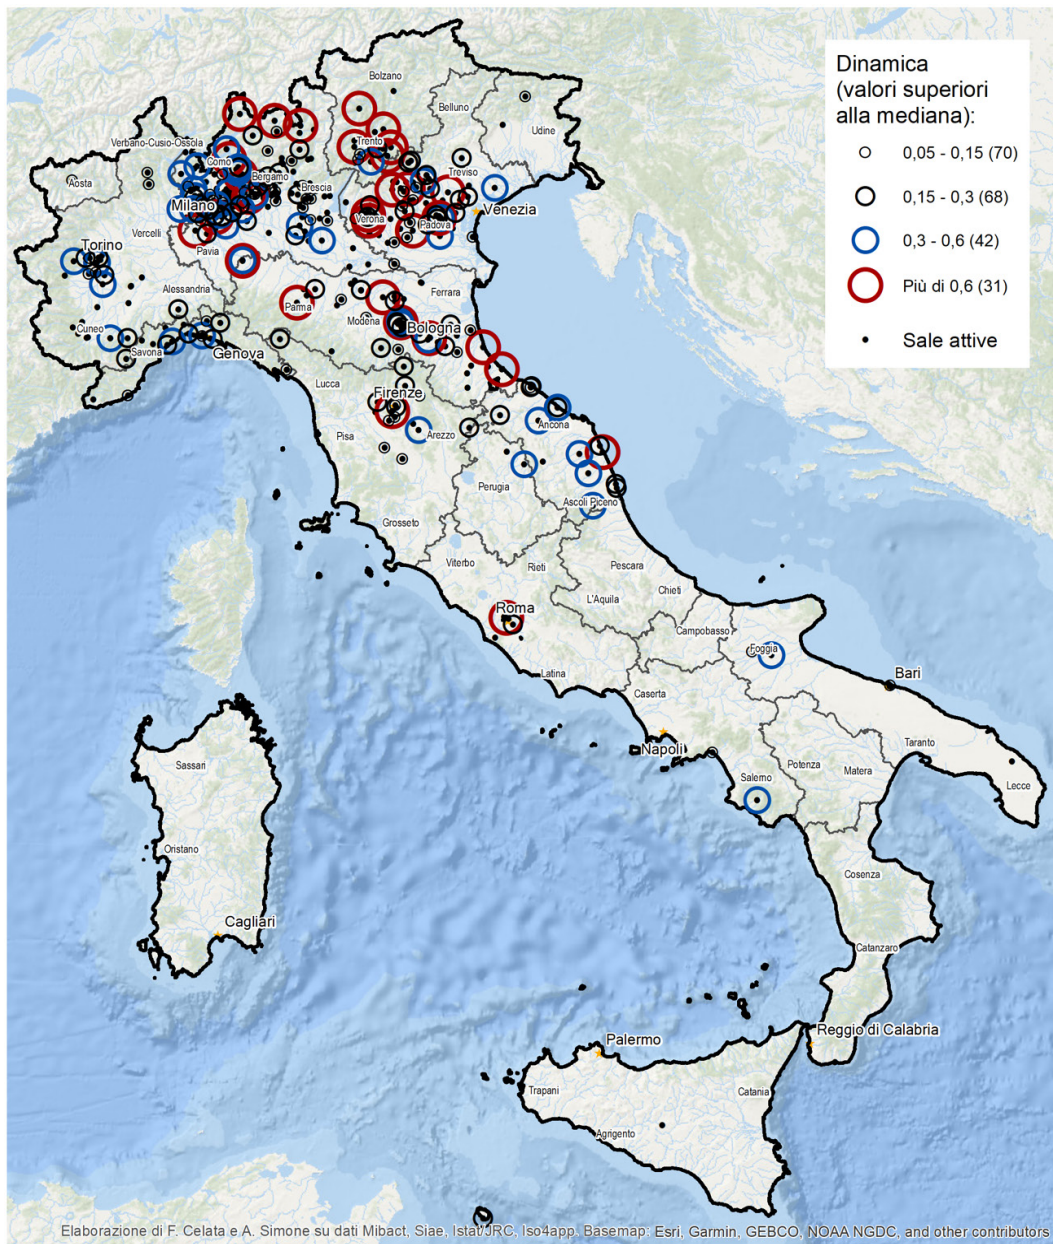 Dinamica
(valori superiori
alla mediana):
0,05 - 0,15 (70)
0,15 - 0,3 (68)
0,3 - 0,6 (42)
Più di 0,6 (31)
Sale attive
Bolzano
Belluno
Udine
Trento
Verbano-Cusio-Ossola
Como
Aosta
Bergamo
Treviso
Brescia
Milano
Venezia
Verona
Padova
Vercelli
Torino
Pavia
Alessandria
Ferrara
Parma
Modena
Bologna
Cuneo
Savona
Genova
Lucca
Firenze
Pisa
Arezzo
Ancona
Perugia
Ascoli Piceno
Grosseto
Viterbo
Rieti
Pescara
L'Aquila
Chieti
Roma
Campobasso
Foggia
Latina
Bari
Caserta
Napoli
Taranto
Potenza
Matera
Salerno
Lecce
Sassari
Oristano
Cosenza
Cagliari
Catanzaro
Reggio di Calabria
Palermo
Trapani
Catania
Agrigento
Elaborazione di F. Celata e A. Simone su dati Mibact, Siae, Istat/JRC, Iso4app. Basemap: Esri, Garmin, GEBCO, NOAA NGDC, and other contributors